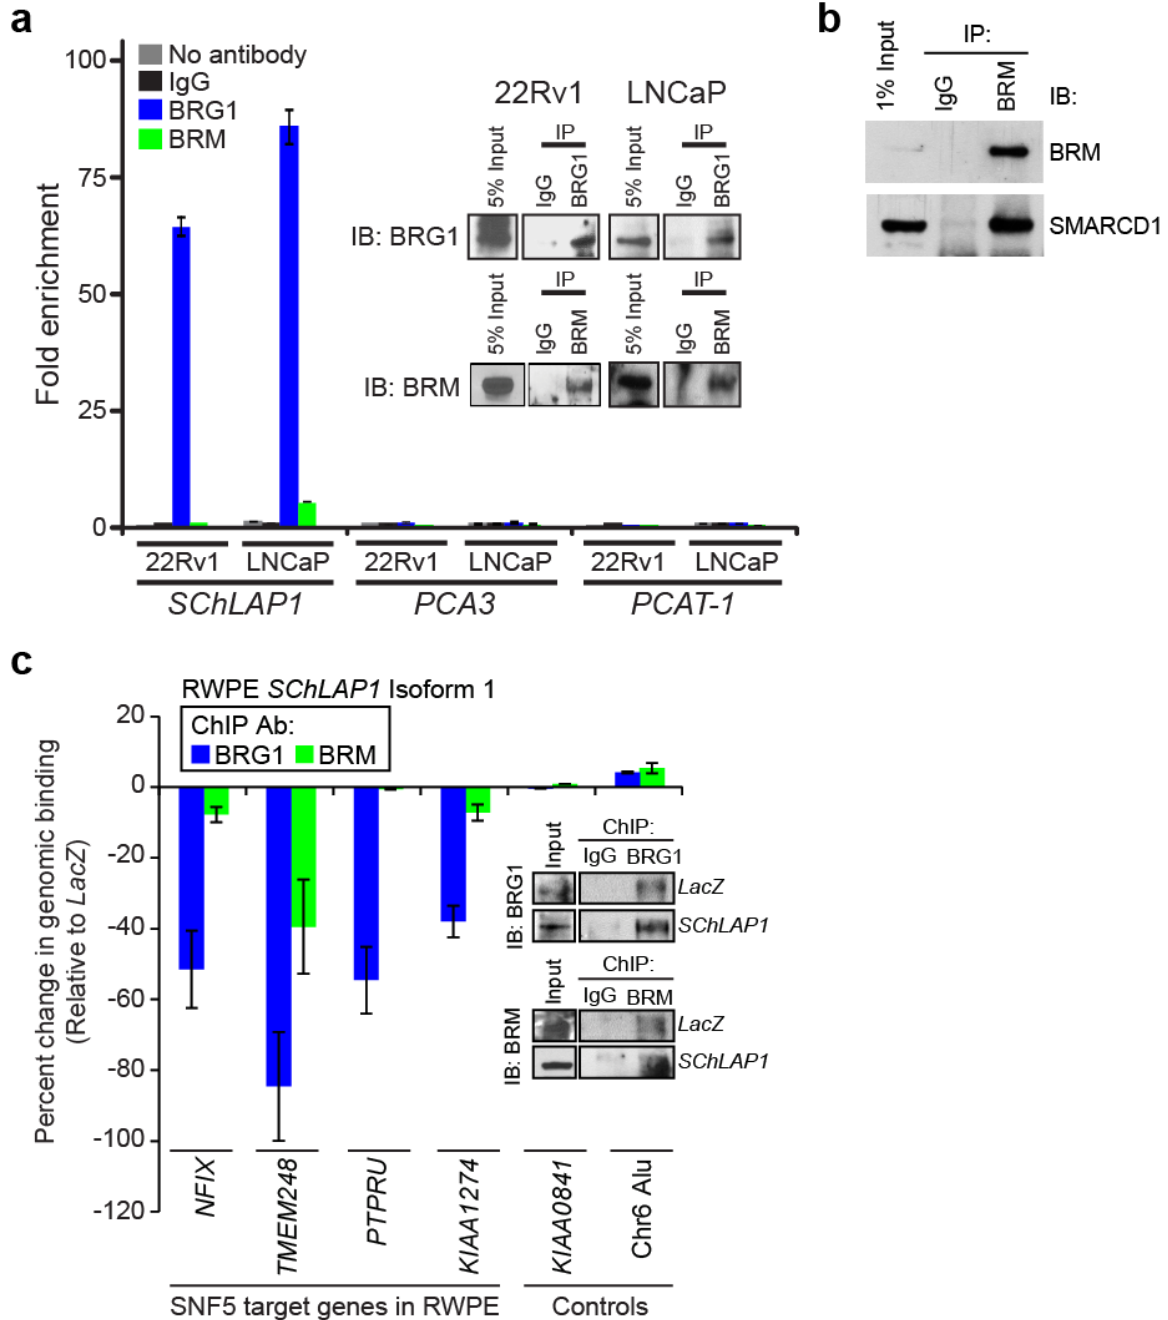 a
100
75
50
25
0
Fold enrichment
No antibody
IgG
BRG1
BRM
22Rv1 LNCaP
IP IP
5% Input IgG BRG1 5% Input IgG BRG1
IB: BRG1
IP IP
5% Input IgG BRM 5% Input IgG BRM
IB: BRM
22Rv1 LNCaP 22Rv1 LNCaP 22Rv1 LNCaP
SChLAP1 PCA3 PCAT-1
b
IP:
1% Input IgG BRM IB:
BRM
SMARCD1
c
RWPE SChLAP1 Isoform 1
ChIP Ab:
BRG1 BRM
20
0
-20
-40
-60
-80
-100
-120
Percent change in genomic binding
(Relative to LacZ)
ChIP:
Input IgG BRG1
IB: BRG1
LacZ
SChLAP1
ChIP:
Input IgG BRM
IB: BRM
LacZ
SChLAP1
NFIX TMEM248 PTPRU KIAA1274 KIAA0841 Chr6 Alu
SNF5 target genes in RWPE Controls